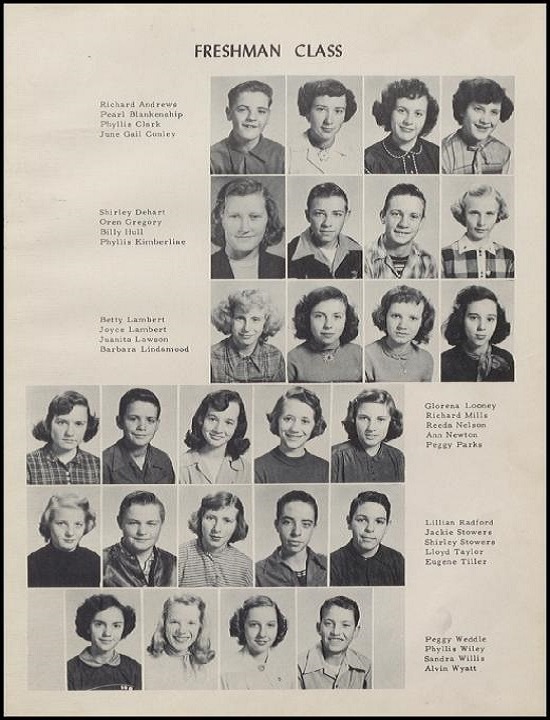 FRESHMAN CLASS
Richard Andrews
Pearl Blankenship
Phyllis Clark
June Gail Conley
Shirley Dehart
Oren Gregory
Billy Hull
Phyllis Kimberline
Betty Lambert
Joyce Lambert
Juanita Lawson
Barbara Lindamood
Glorena Looney
Richard Mills
Reeda Nelson
Ann Newton
Peggy Parks
Lillian Radford
Jackie Stowers
Shirley Stowers
Lloyd Taylor
Eugene Tiller
Peggy Weddle
Phyllis Wiley
Sandra Willis
Alvin Wyatt